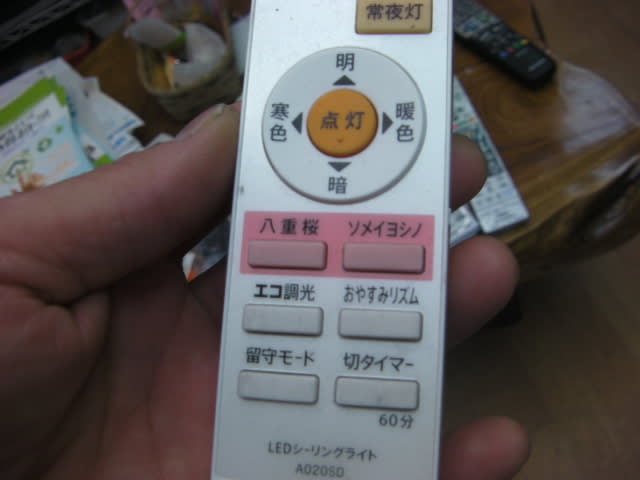 常夜灯
明
寒色
点灯
暖色
暗
八重桜 ソメイヨシノ
エコ調光 おやすみリズム
留守モード 切タイマー
60分
LEDシーリングライト
A020SD